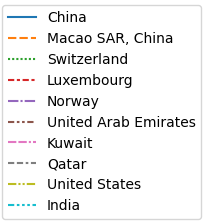 China
Macao SAR, China
Switzerland
Luxembourg
Norway
United Arab Emirates
Kuwait
Qatar
United States
India